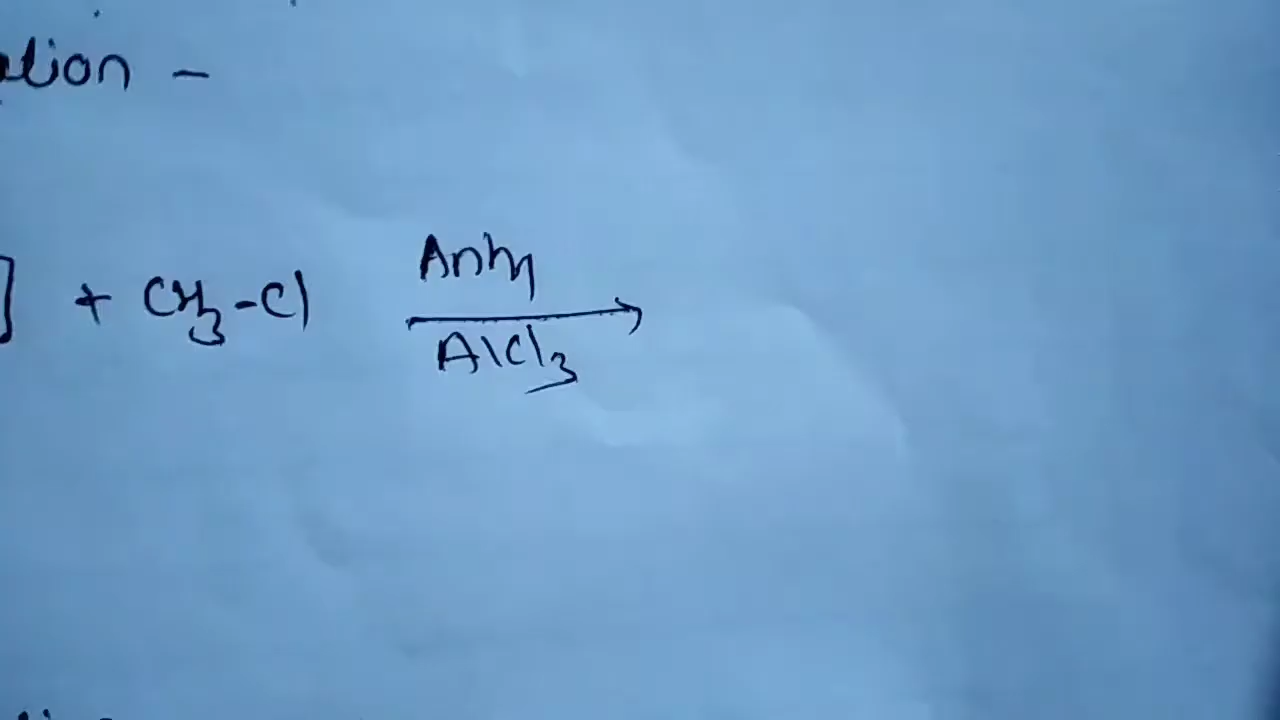 ation -
] + CH3-Cl Anhy
AlCl3